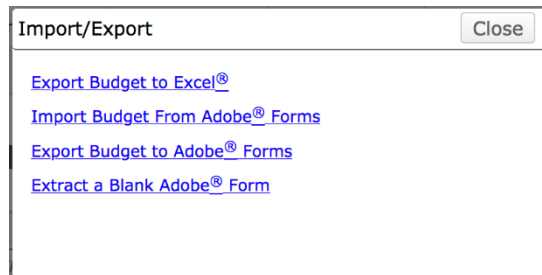 Import/Export Close
Export Budget to Excel®
Import Budget From Adobe® Forms
Export Budget to Adobe® Forms
Extract a Blank Adobe® Form